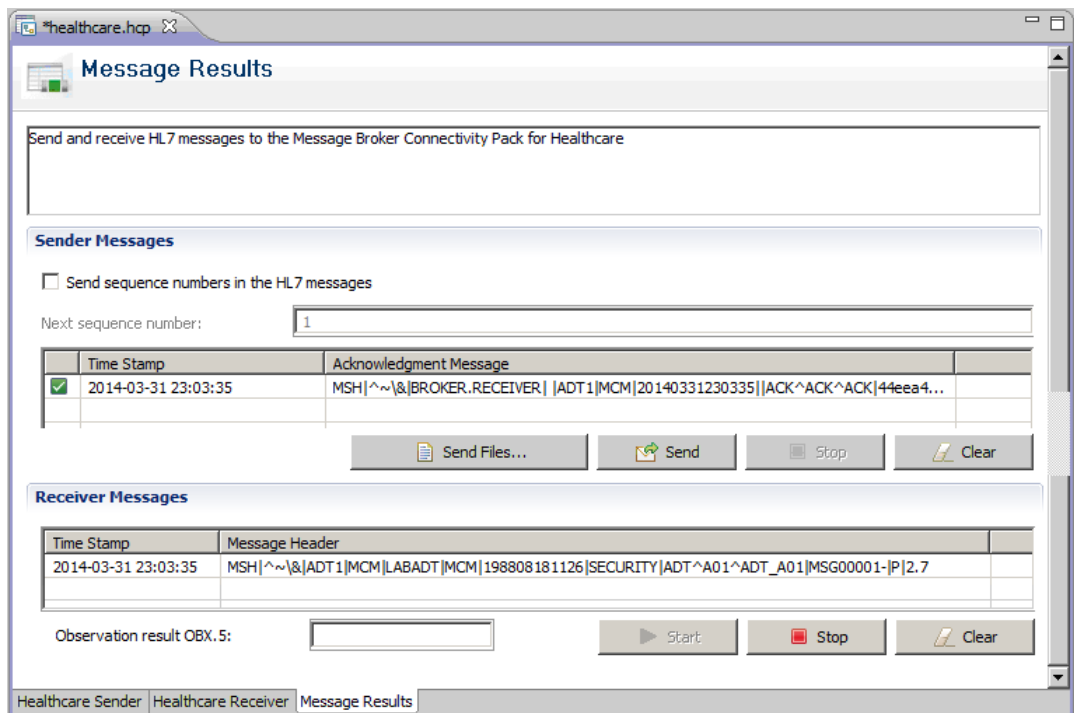 *healthcare.hcp
Message Results
Send and receive HL7 messages to the Message Broker Connectivity Pack for Healthcare
Sender Messages
Send sequence numbers in the HL7 messages
Next sequence number: 1
Time Stamp Acknowledgment Message
2014-03-31 23:03:35 MSH|^~\&|BROKER.RECEIVER| |ADT1|MCM|20140331230335||ACK^ACK^ACK|44eea4...
Send Files... Send Stop Clear
Receiver Messages
Time Stamp Message Header
2014-03-31 23:03:35 MSH|^~\&|ADT1|MCM|LABADT|MCM|198808181126|SECURITY|ADT^A01^ADT_A01|MSG00001-|P|2.7
Observation result OBX.5: Start Stop Clear
Healthcare Sender Healthcare Receiver Message Results